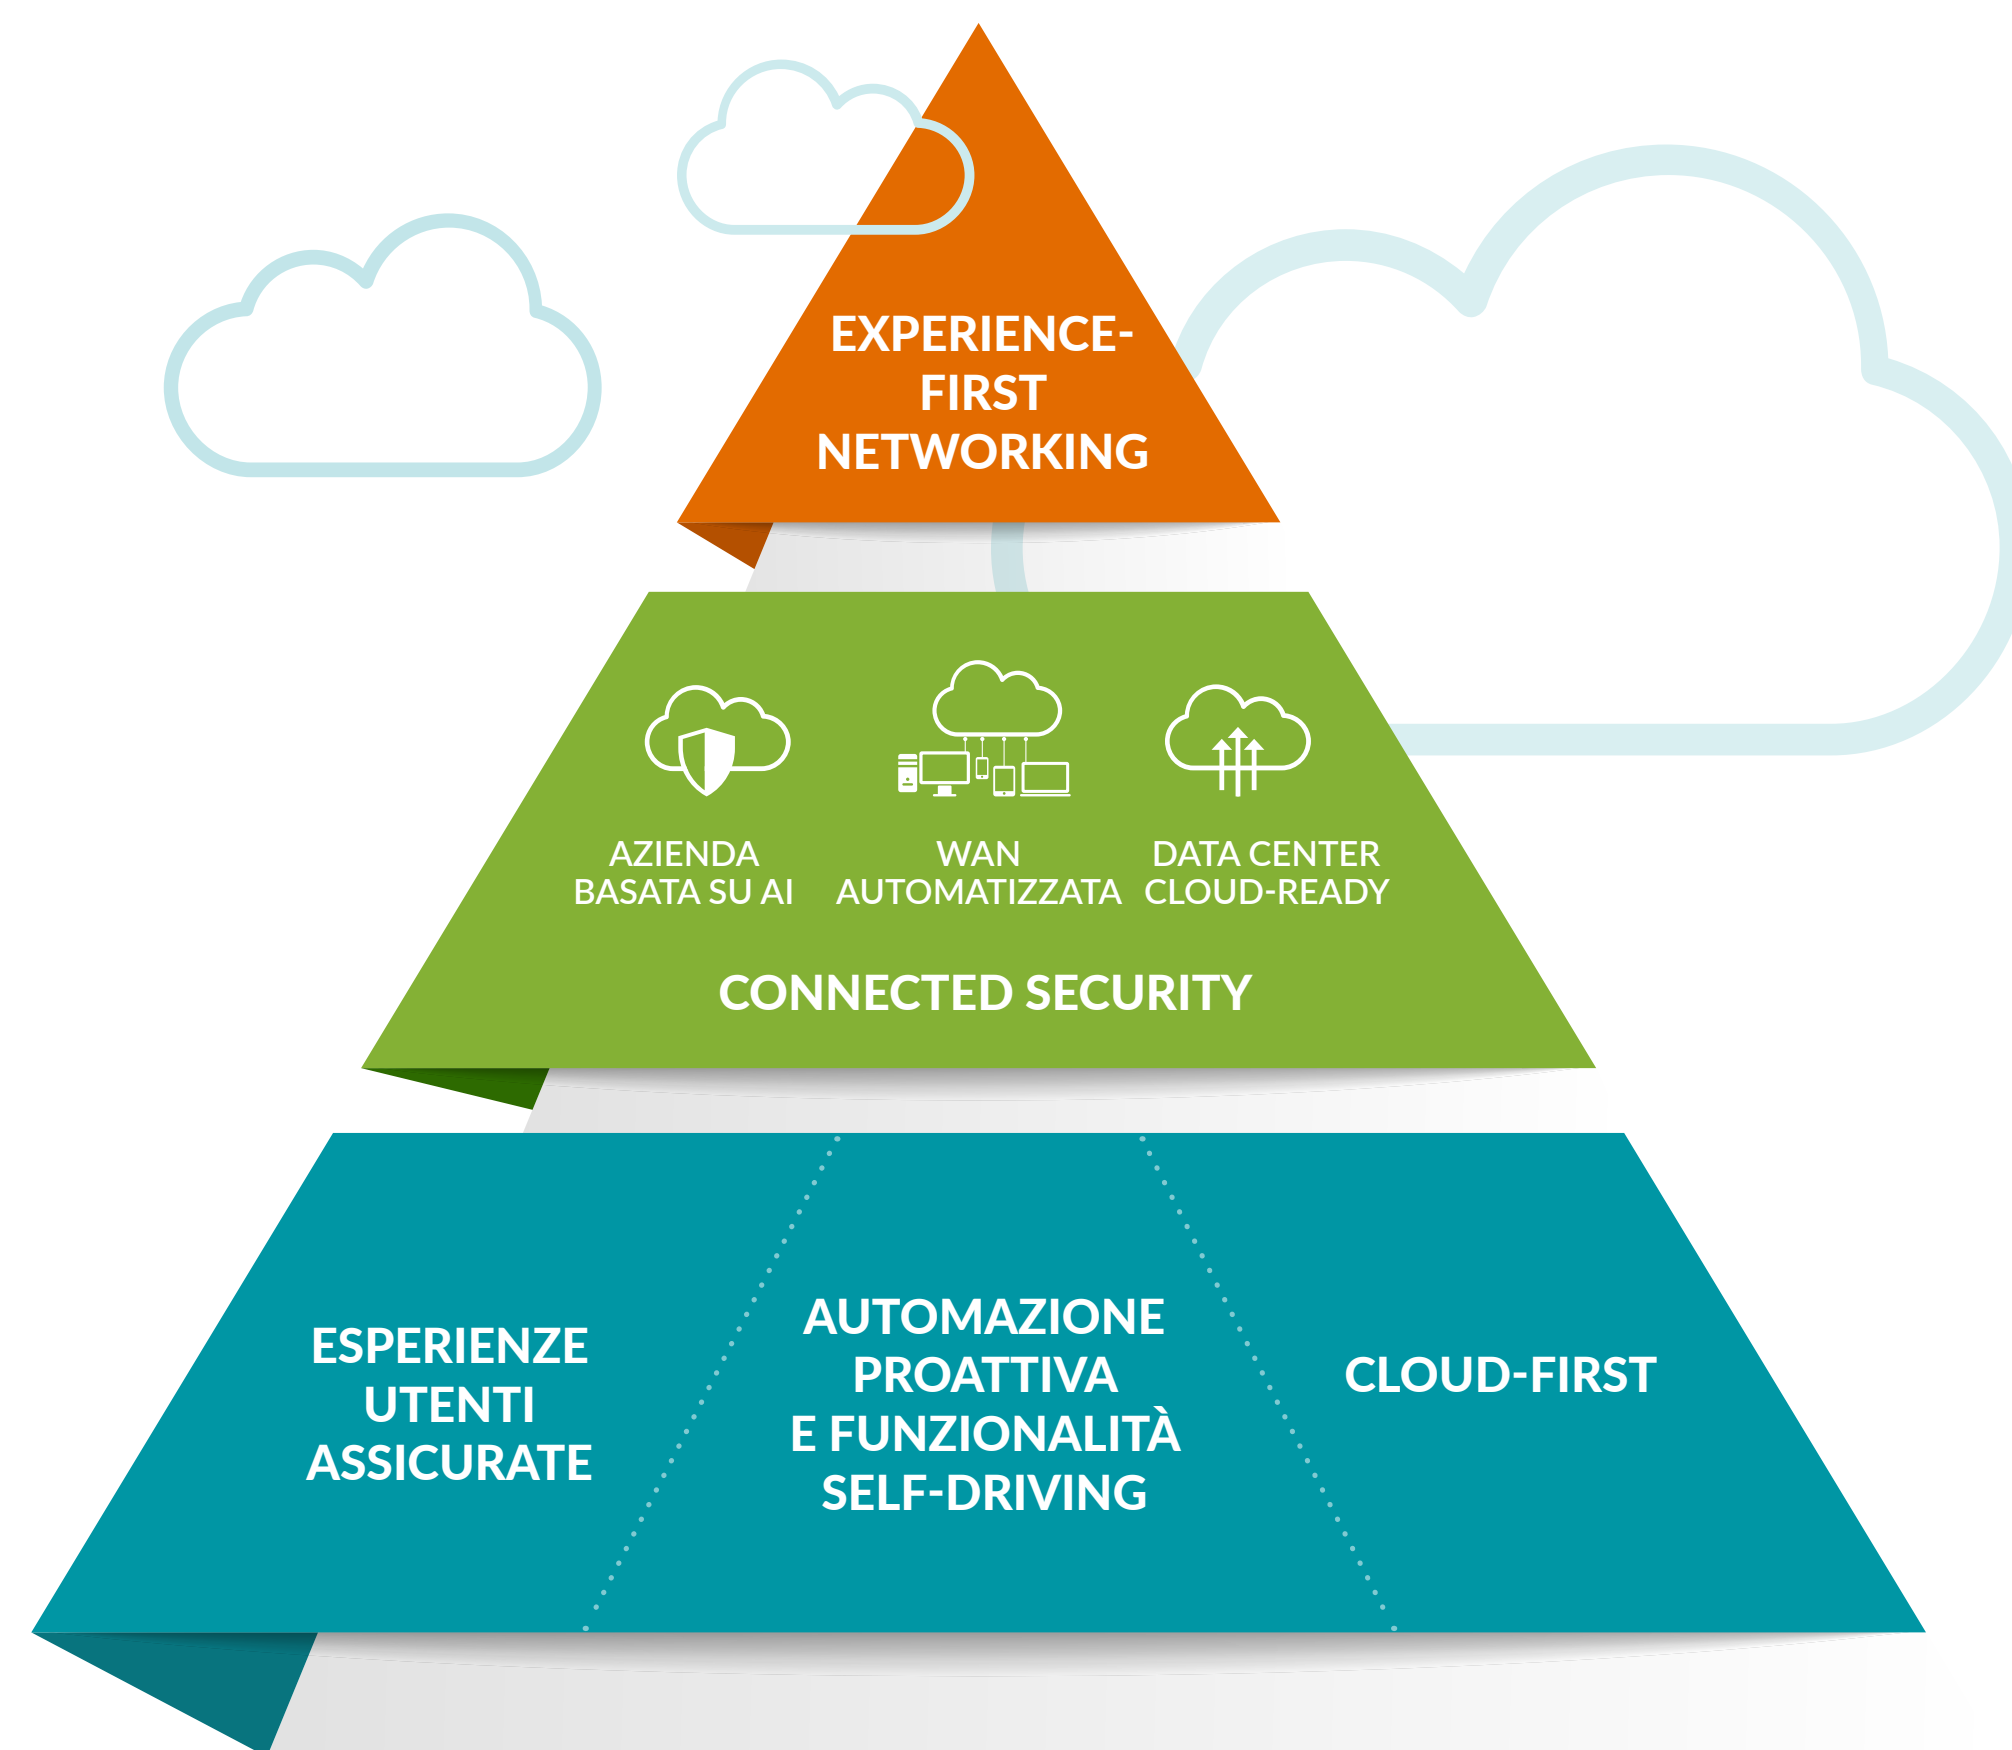 EXPERIENCE-
FIRST
NETWORKING
AZIENDA
BASATA SU AI
WAN
AUTOMATIZZATA
DATA CENTER
CLOUD-READY
CONNECTED SECURITY
ESPERIENZE
UTENTI
ASSICURATE
AUTOMAZIONE
PROATTIVA
E FUNZIONALITÀ
SELF-DRIVING
CLOUD-FIRST